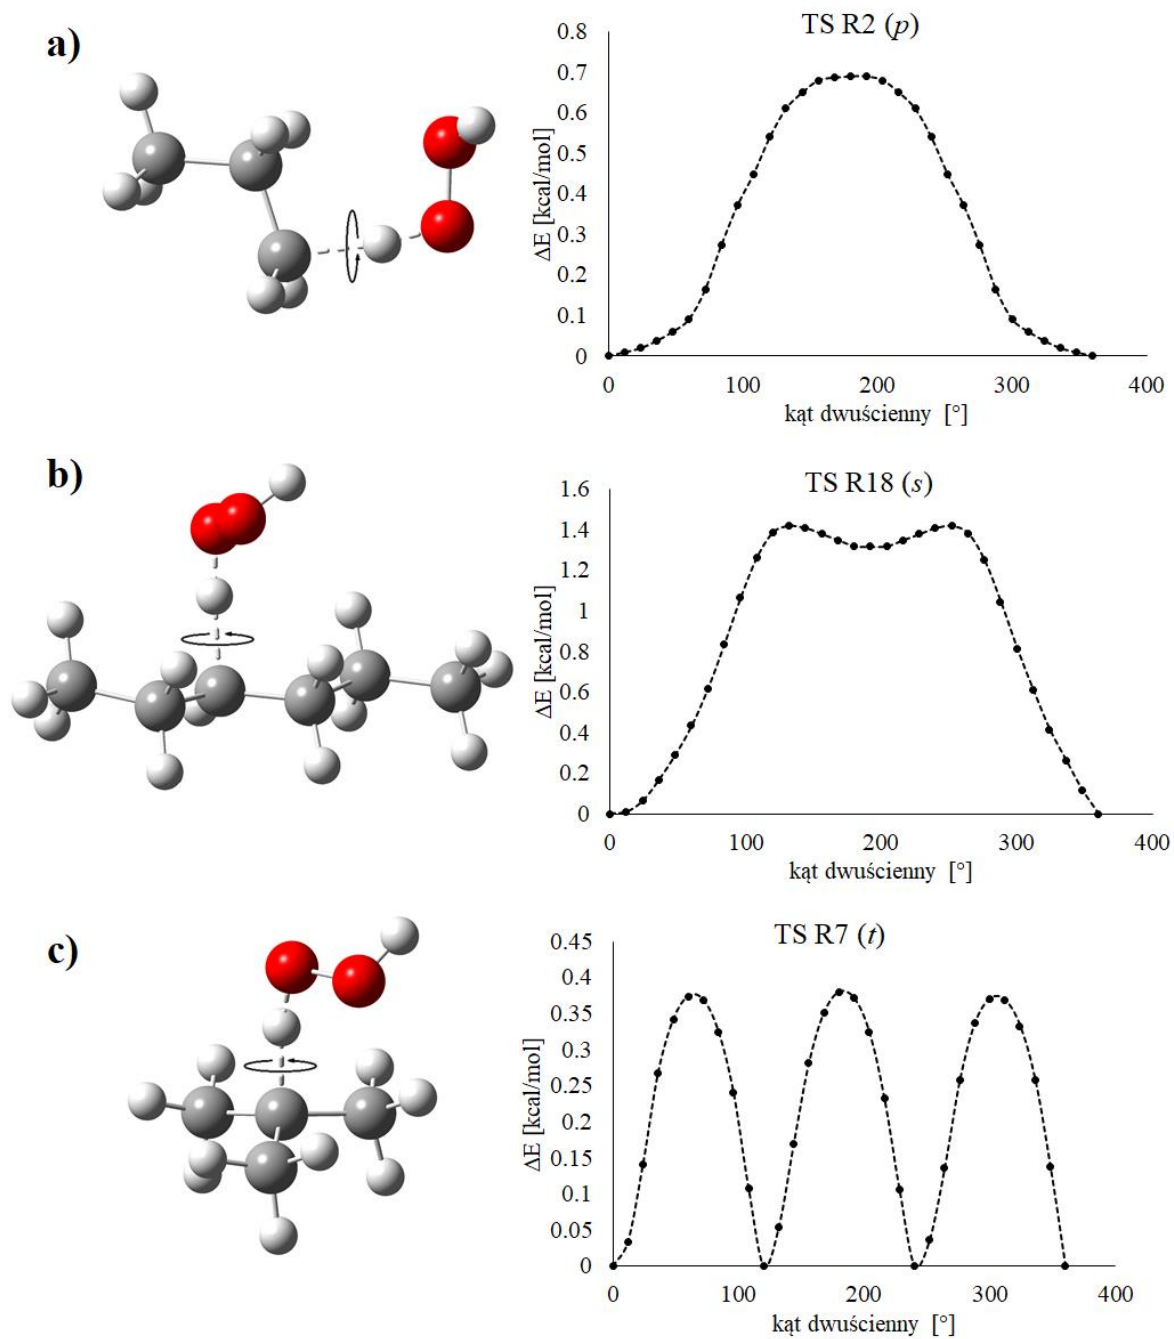 a)
TS R2 (p)
ΔE [kcal/mol]
0.8
0.7
0.6
0.5
0.4
0.3
0.2
0.1
0
0 100 200 300 400
kąt dwuścienny [°]
b)
TS R18 (s)
ΔE [kcal/mol]
1.6
1.4
1.2
1
0.8
0.6
0.4
0.2
0
0 100 200 300 400
kąt dwuścienny [°]
c)
TS R7 (t)
ΔE [kcal/mol]
0.45
0.4
0.35
0.3
0.25
0.2
0.15
0.1
0.05
0
0 100 200 300 400
kąt dwuścienny [°]